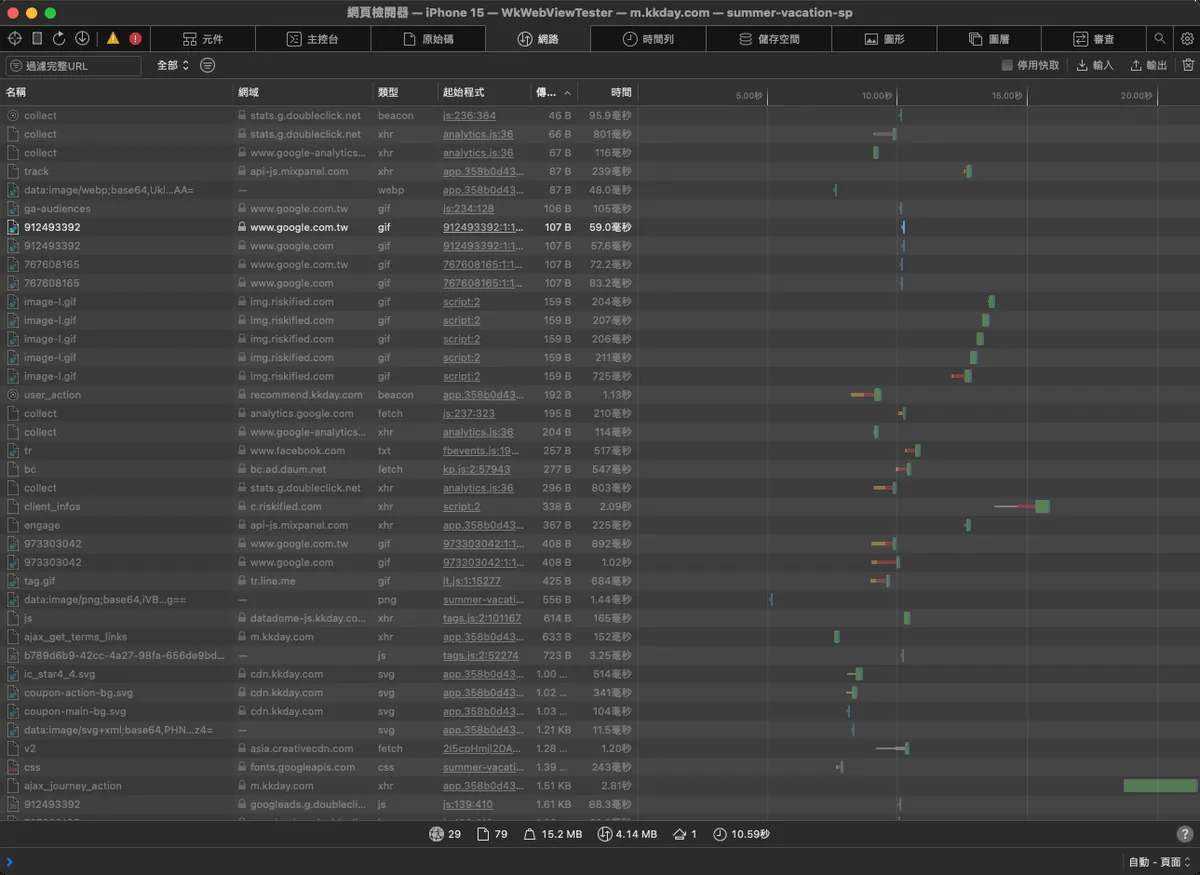 網頁檢閱器 — iPhone 15 — WkWebViewTester — m.kkday.com — summer-vacation-sp
元件 主控台 原始碼 網路 時間列 儲存空間 圖形 圖層 審查
過濾完整URL 全部 停用快取 輸入 輸出
名稱 網域 類型 起始程式 傳... 時間 5.00秒 10.00秒 15.00秒 20.00秒
collect stats.g.doubleclick.net beacon js:236:384 46 B 95.9毫秒
collect stats.g.doubleclick.net xhr analytics.js:36 66 B 801毫秒
collect www.google-analytics... xhr analytics.js:36 67 B 116毫秒
track api-js.mixpanel.com xhr app.358b0d43... 87 B 239毫秒
data:image/webp;base64,UkI...AA= — webp app.358b0d43... 87 B 48.0毫秒
ga-audiences www.google.com.tw gif js:234:128 106 B 105毫秒
912493392 www.google.com.tw gif 912493392:1:1... 107 B 59.0毫秒
912493392 www.google.com gif 912493392:1:1... 107 B 57.6毫秒
767608165 www.google.com.tw gif 767608165:1:1... 107 B 72.2毫秒
767608165 www.google.com gif 767608165:1:1... 107 B 83.2毫秒
image-l.gif img.riskified.com gif script:2 159 B 204毫秒
image-l.gif img.riskified.com gif script:2 159 B 207毫秒
image-l.gif img.riskified.com gif script:2 159 B 206毫秒
image-l.gif img.riskified.com gif script:2 159 B 211毫秒
image-l.gif img.riskified.com gif script:2 159 B 725毫秒
user_action recommend.kkday.com beacon app.358b0d43... 192 B 1.13秒
collect analytics.google.com fetch js:237:323 195 B 210毫秒
collect www.google-analytics... xhr analytics.js:36 204 B 114毫秒
tr www.facebook.com txt fbevents.js:19... 257 B 517毫秒
bc bc.ad.daum.net fetch kp.js:2:57943 277 B 547毫秒
collect stats.g.doubleclick.net xhr analytics.js:36 296 B 803毫秒
client_infos c.riskified.com xhr script:2 338 B 2.09秒
engage api-js.mixpanel.com xhr app.358b0d43... 367 B 225毫秒
973303042 www.google.com.tw gif 973303042:1:1... 408 B 892毫秒
973303042 www.google.com gif 973303042:1:1... 408 B 1.02秒
tag.gif tr.line.me gif lt.js:1:15277 425 B 684毫秒
data:image/png;base64,iVB...g== — png summer-vacati... 556 B 1.44毫秒
js datadome-js.kkday.co... xhr tags.js:2:101167 614 B 165毫秒
ajax_get_terms_links m.kkday.com xhr app.358b0d43... 633 B 152毫秒
b789d6b9-42cc-4a27-98fa-656de9bd... — js tags.js:2:52274 723 B 3.25毫秒
ic_star4_4.svg cdn.kkday.com svg app.358b0d43... 1.00 ... 514毫秒
coupon-action-bg.svg cdn.kkday.com svg app.358b0d43... 1.02 ... 341毫秒
coupon-main-bg.svg cdn.kkday.com svg app.358b0d43... 1.03 ... 104毫秒
data:image/svg+xml;base64,PHN...z4= — svg app.358b0d43... 1.21 KB 11.5毫秒
v2 asia.creativecdn.com fetch 2I5cpHmjl2DA... 1.28 ... 1.20秒
css fonts.googleapis.com css summer-vacati... 1.39 ... 243毫秒
ajax_journey_action m.kkday.com xhr app.358b0d43... 1.51 KB 2.81秒
912493392 googleads.g.doublecli... js js:139:410 1.61 KB 88.3毫秒
29 79 15.2 MB 4.14 MB 1 10.59秒 ?
自動 - 頁面